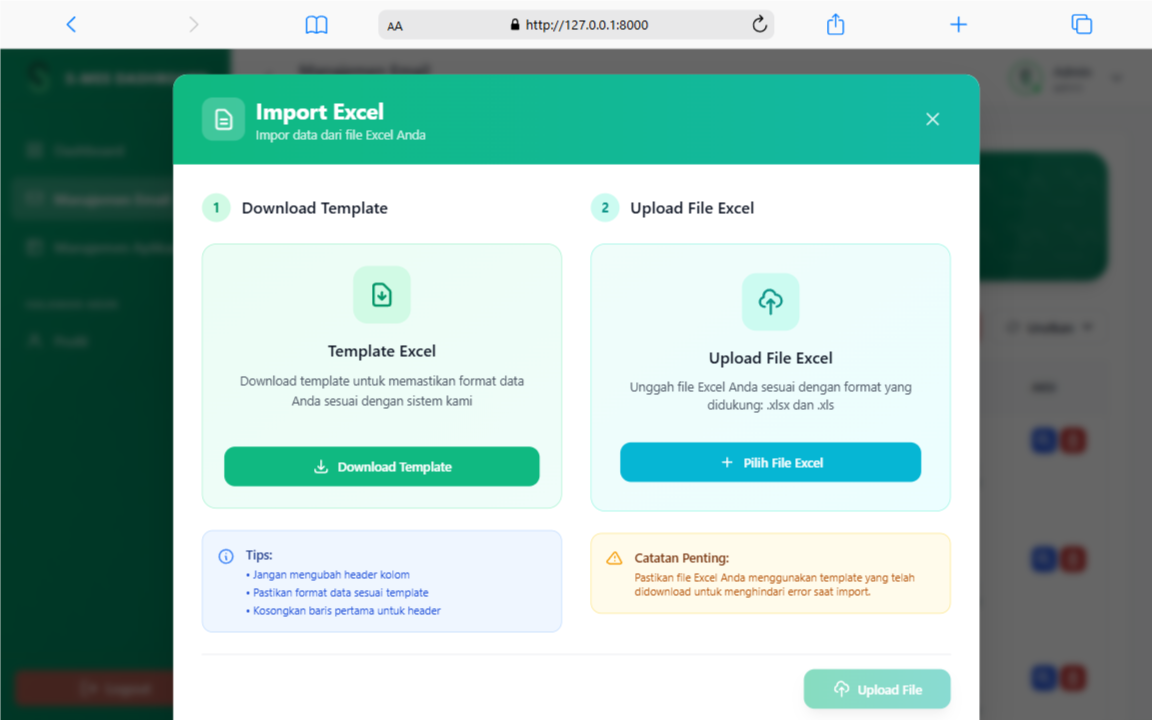 AA
http://127.0.0.1:8000
Import Excel
Impor data dari file Excel Anda
1 Download Template
Template Excel
Download template untuk memastikan format data
Anda sesuai dengan sistem kami
Download Template
Tips:
• Jangan mengubah header kolom
• Pastikan format data sesuai template
• Kosongkan baris pertama untuk header
2 Upload File Excel
Upload File Excel
Unggah file Excel Anda sesuai dengan format yang
didukung: .xlsx dan .xls
Pilih File Excel
Catatan Penting:
Pastikan file Excel Anda menggunakan template yang telah
didownload untuk menghindari error saat import.
Upload File